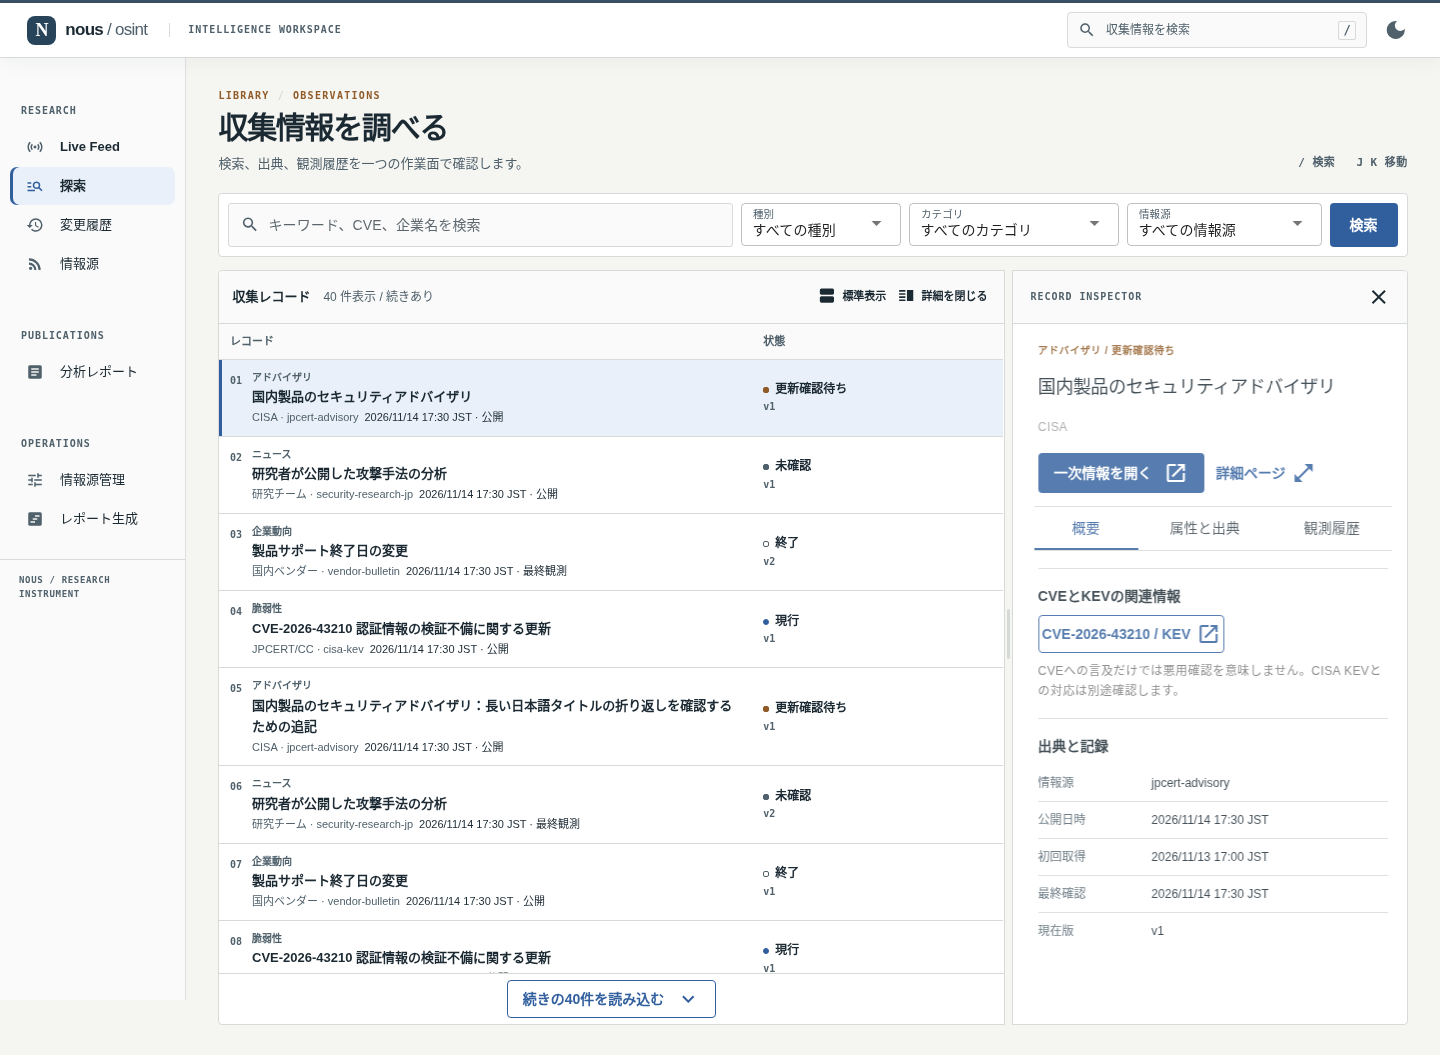 N nous / osint
INTELLIGENCE WORKSPACE
収集情報を検索
/
RESEARCH
Live Feed
探索
変更履歴
情報源
PUBLICATIONS
分析レポート
OPERATIONS
情報源管理
レポート生成
NOUS / RESEARCH
INSTRUMENT
LIBRARY / OBSERVATIONS
収集情報を調べる
検索、出典、観測履歴を一つの作業面で確認します。
/ 検索 J K 移動
キーワード、CVE、企業名を検索
種別
すべての種別
カテゴリ
すべてのカテゴリ
情報源
すべての情報源
検索
収集レコード 40 件表示 / 続きあり
標準表示 詳細を閉じる
レコード 状態
01 アドバイザリ
国内製品のセキュリティアドバイザリ
CISA · jpcert-advisory 2026/11/14 17:30 JST · 公開
更新確認待ち
v1
02 ニュース
研究者が公開した攻撃手法の分析
研究チーム · security-research-jp 2026/11/14 17:30 JST · 公開
未確認
v1
03 企業動向
製品サポート終了日の変更
国内ベンダー · vendor-bulletin 2026/11/14 17:30 JST · 最終観測
終了
v2
04 脆弱性
CVE-2026-43210 認証情報の検証不備に関する更新
JPCERT/CC · cisa-kev 2026/11/14 17:30 JST · 公開
現行
v1
05 アドバイザリ
国内製品のセキュリティアドバイザリ：長い日本語タイトルの折り返しを確認する
ための追記
CISA · jpcert-advisory 2026/11/14 17:30 JST · 公開
更新確認待ち
v1
06 ニュース
研究者が公開した攻撃手法の分析
研究チーム · security-research-jp 2026/11/14 17:30 JST · 最終観測
未確認
v2
07 企業動向
製品サポート終了日の変更
国内ベンダー · vendor-bulletin 2026/11/14 17:30 JST · 公開
終了
v1
08 脆弱性
CVE-2026-43210 認証情報の検証不備に関する更新
現行
v1
続きの40件を読み込む
RECORD INSPECTOR
アドバイザリ / 更新確認待ち
国内製品のセキュリティアドバイザリ
CISA
一次情報を開く 詳細ページ
概要 属性と出典 観測履歴
CVEとKEVの関連情報
CVE-2026-43210 / KEV
CVEへの言及だけでは悪用確認を意味しません。CISA KEVと
の対応は別途確認します。
出典と記録
情報源 jpcert-advisory
公開日時 2026/11/14 17:30 JST
初回取得 2026/11/13 17:00 JST
最終確認 2026/11/14 17:30 JST
現在版 v1